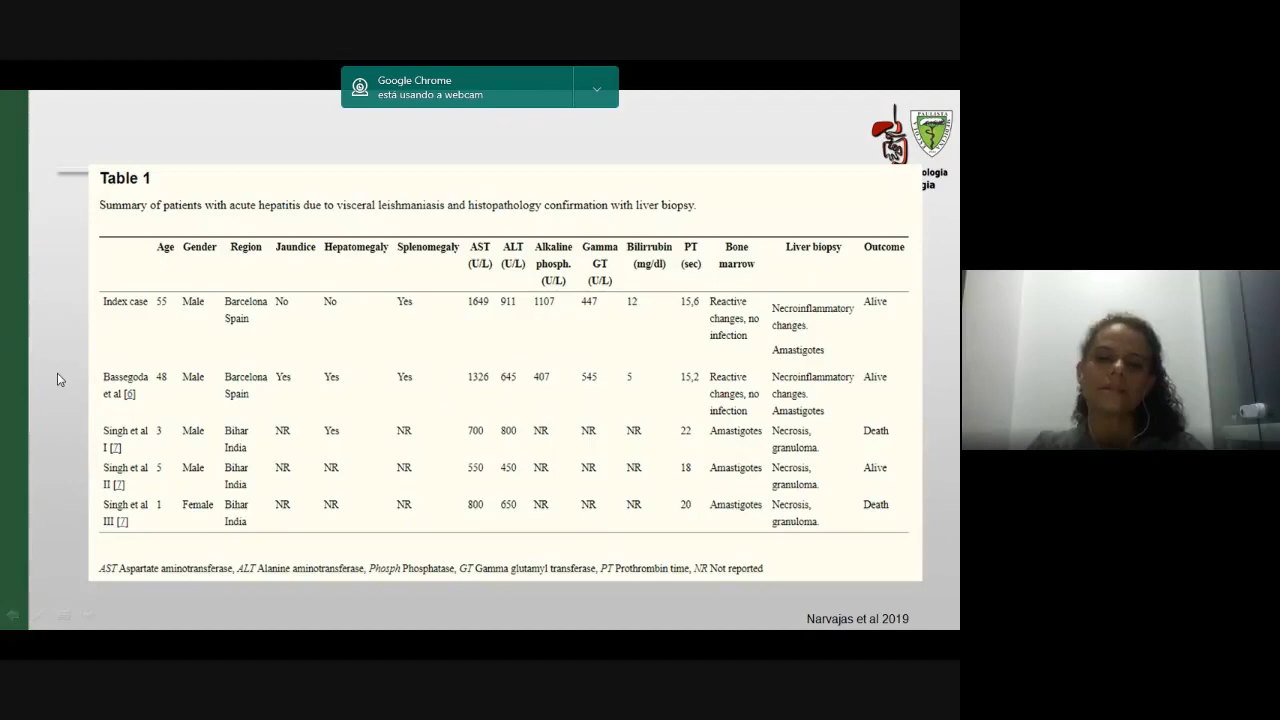 Google Chrome
está usando a webcam
PAULISTA
ologia
gia
Table 1
Summary of patients with acute hepatitis due to visceral leishmaniasis and histopathology confirmation with liver biopsy.
Age Gender Region Jaundice Hepatomegaly Splenomegaly AST (U/L) ALT (U/L) Alkaline phosph. (U/L) Gamma GT (U/L) Bilirrubin (mg/dl) PT (sec) Bone marrow Liver biopsy Outcome
Index case 55 Male Barcelona Spain No No Yes 1649 911 1107 447 12 15,6 Reactive changes, no infection Necroinflammatory changes. Amastigotes Alive
Bassegoda et al [6] 48 Male Barcelona Spain Yes Yes Yes 1326 645 407 545 5 15,2 Reactive changes, no infection Necroinflammatory changes. Amastigotes Alive
Singh et al I [7] 3 Male Bihar India NR Yes NR 700 800 NR NR NR 22 Amastigotes Necrosis, granuloma. Death
Singh et al II [7] 5 Male Bihar India NR NR NR 550 450 NR NR NR 18 Amastigotes Necrosis, granuloma. Alive
Singh et al III [7] 1 Female Bihar India NR NR NR 800 650 NR NR NR 20 Amastigotes Necrosis, granuloma. Death
AST Aspartate aminotransferase, ALT Alanine aminotransferase, Phosph Phosphatase, GT Gamma glutamyl transferase, PT Prothrombin time, NR Not reported
Narvajas et al 2019